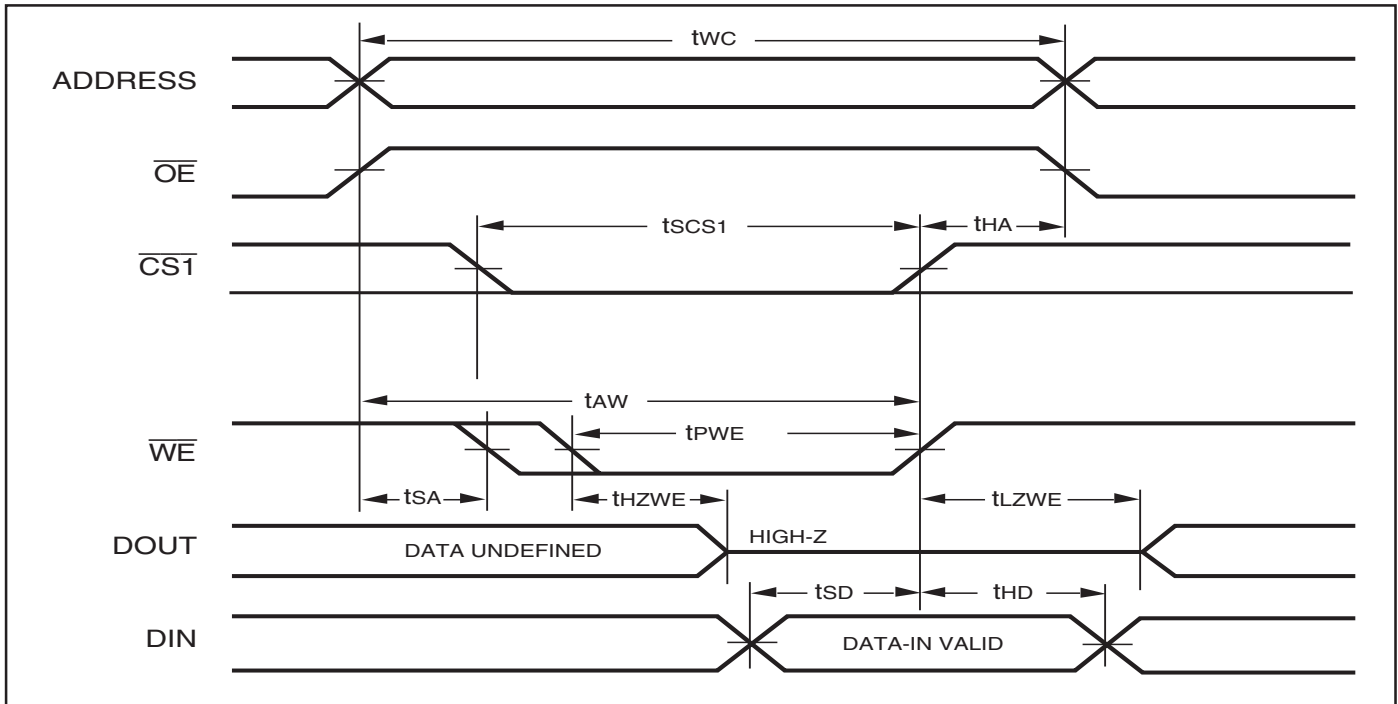 tWC
ADDRESS
OE
tSCS1
tHA
CS1
tAW
tPWE
WE
tSA
tHZWE
tLZWE
DOUT
DATA UNDEFINED
HIGH-Z
tSD
tHD
DIN
DATA-IN VALID